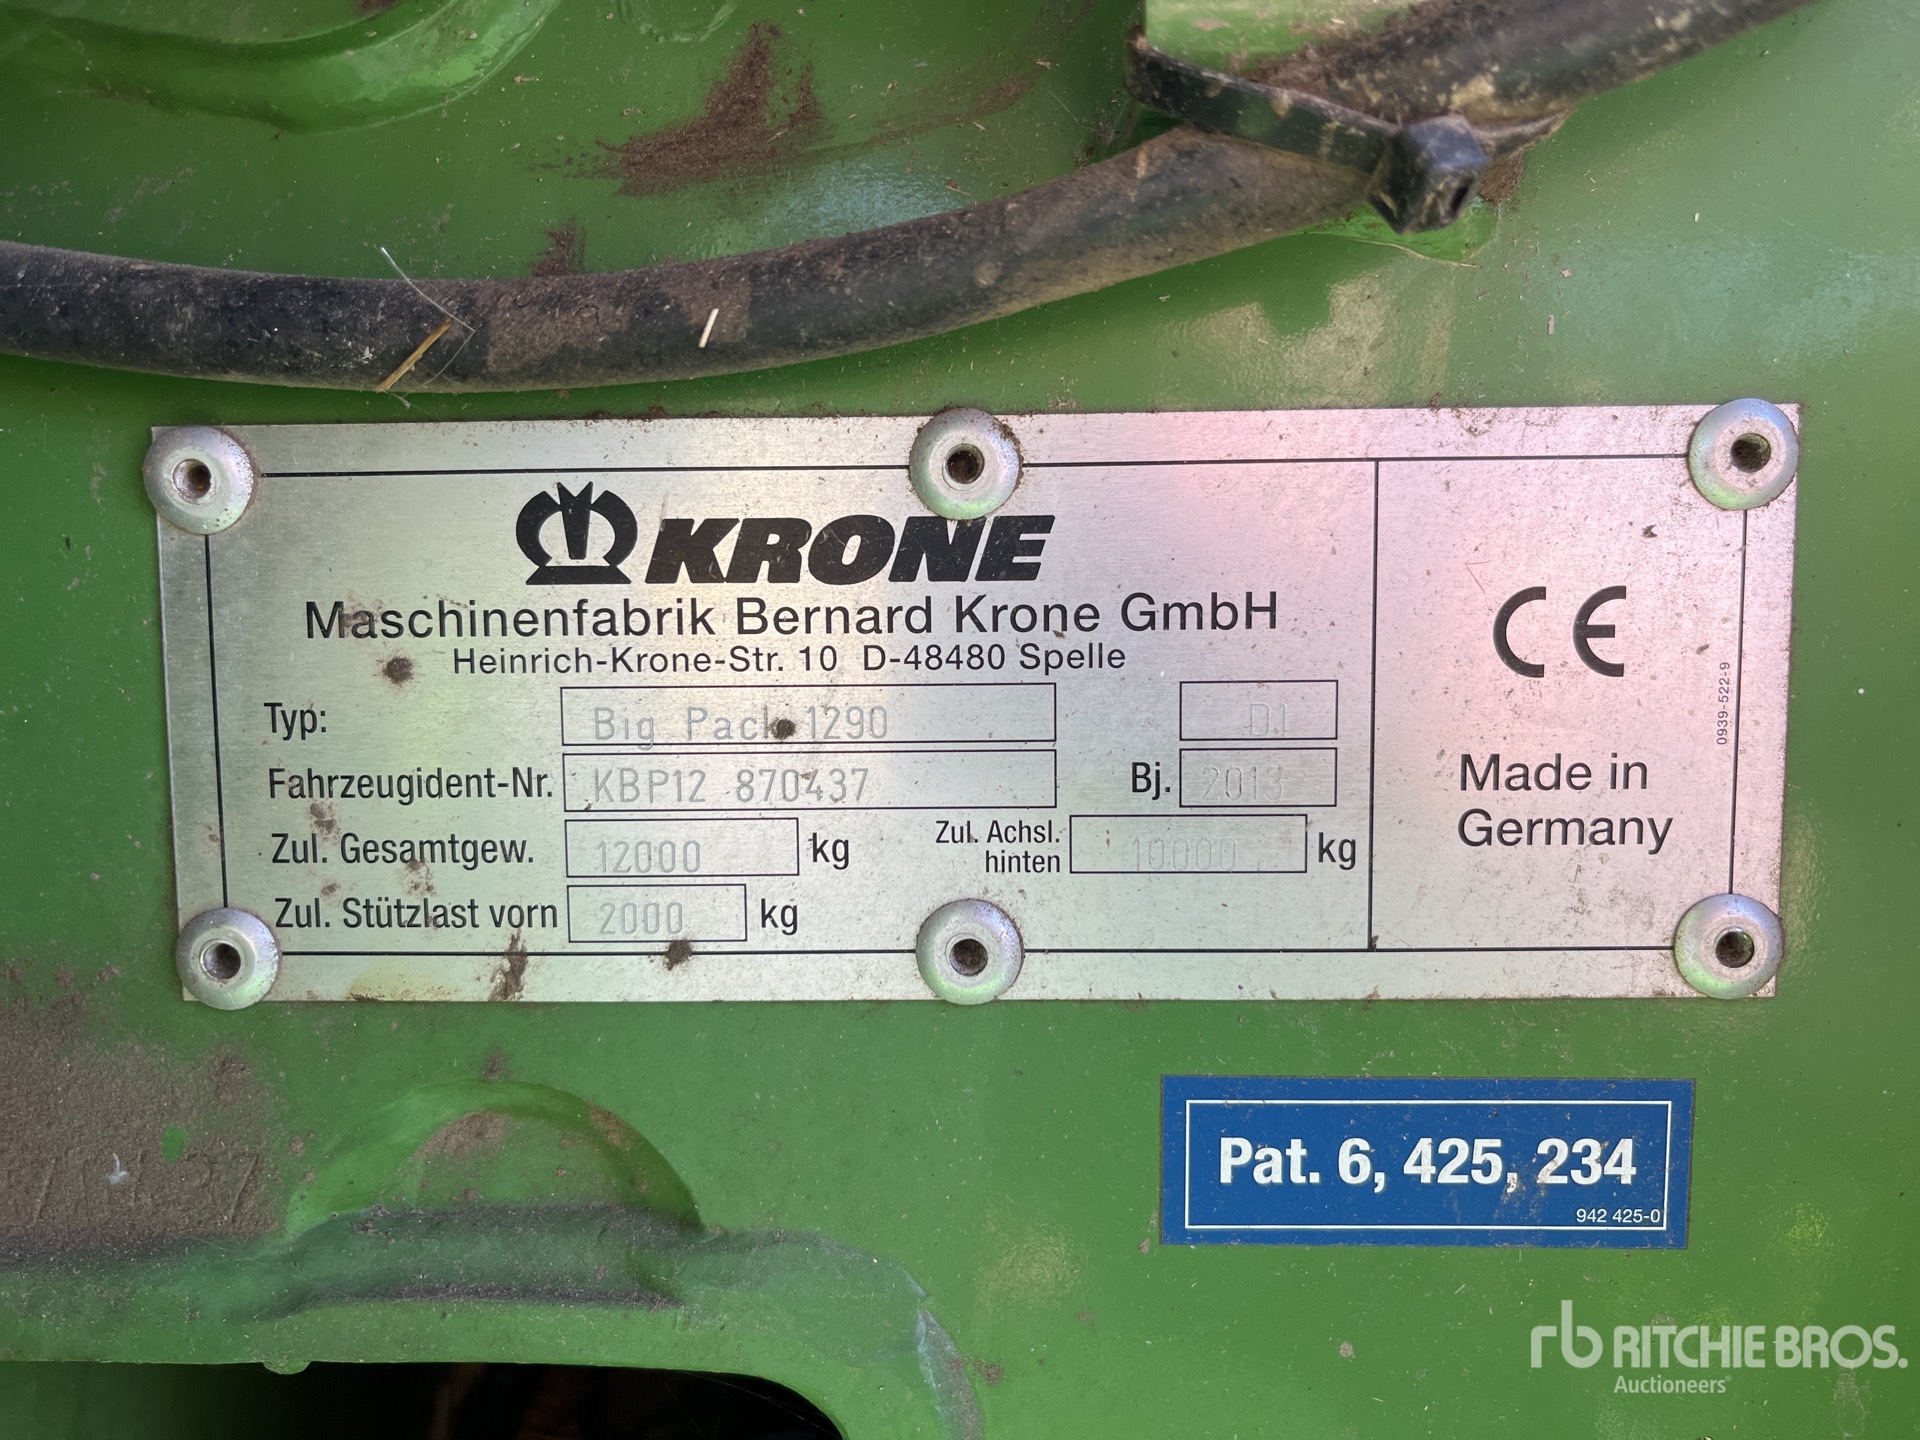 KRONE
Maschinenfabrik Bernard Krone GmbH
Heinrich-Krone-Str. 10 D-48480 Spelle
Typ: Big Pack 1290 D1
Fahrzeugident-Nr. KBP12 870437 Bj. 2013
Zul. Gesamtgew. 12000 kg Zul. Achsl. hinten 10000 kg
Zul. Stützlast vorn 2000 kg
CE
Made in
Germany
0939-522-9
Pat. 6, 425, 234
942 425-0
rb RITCHIE BROS.
Auctioneers